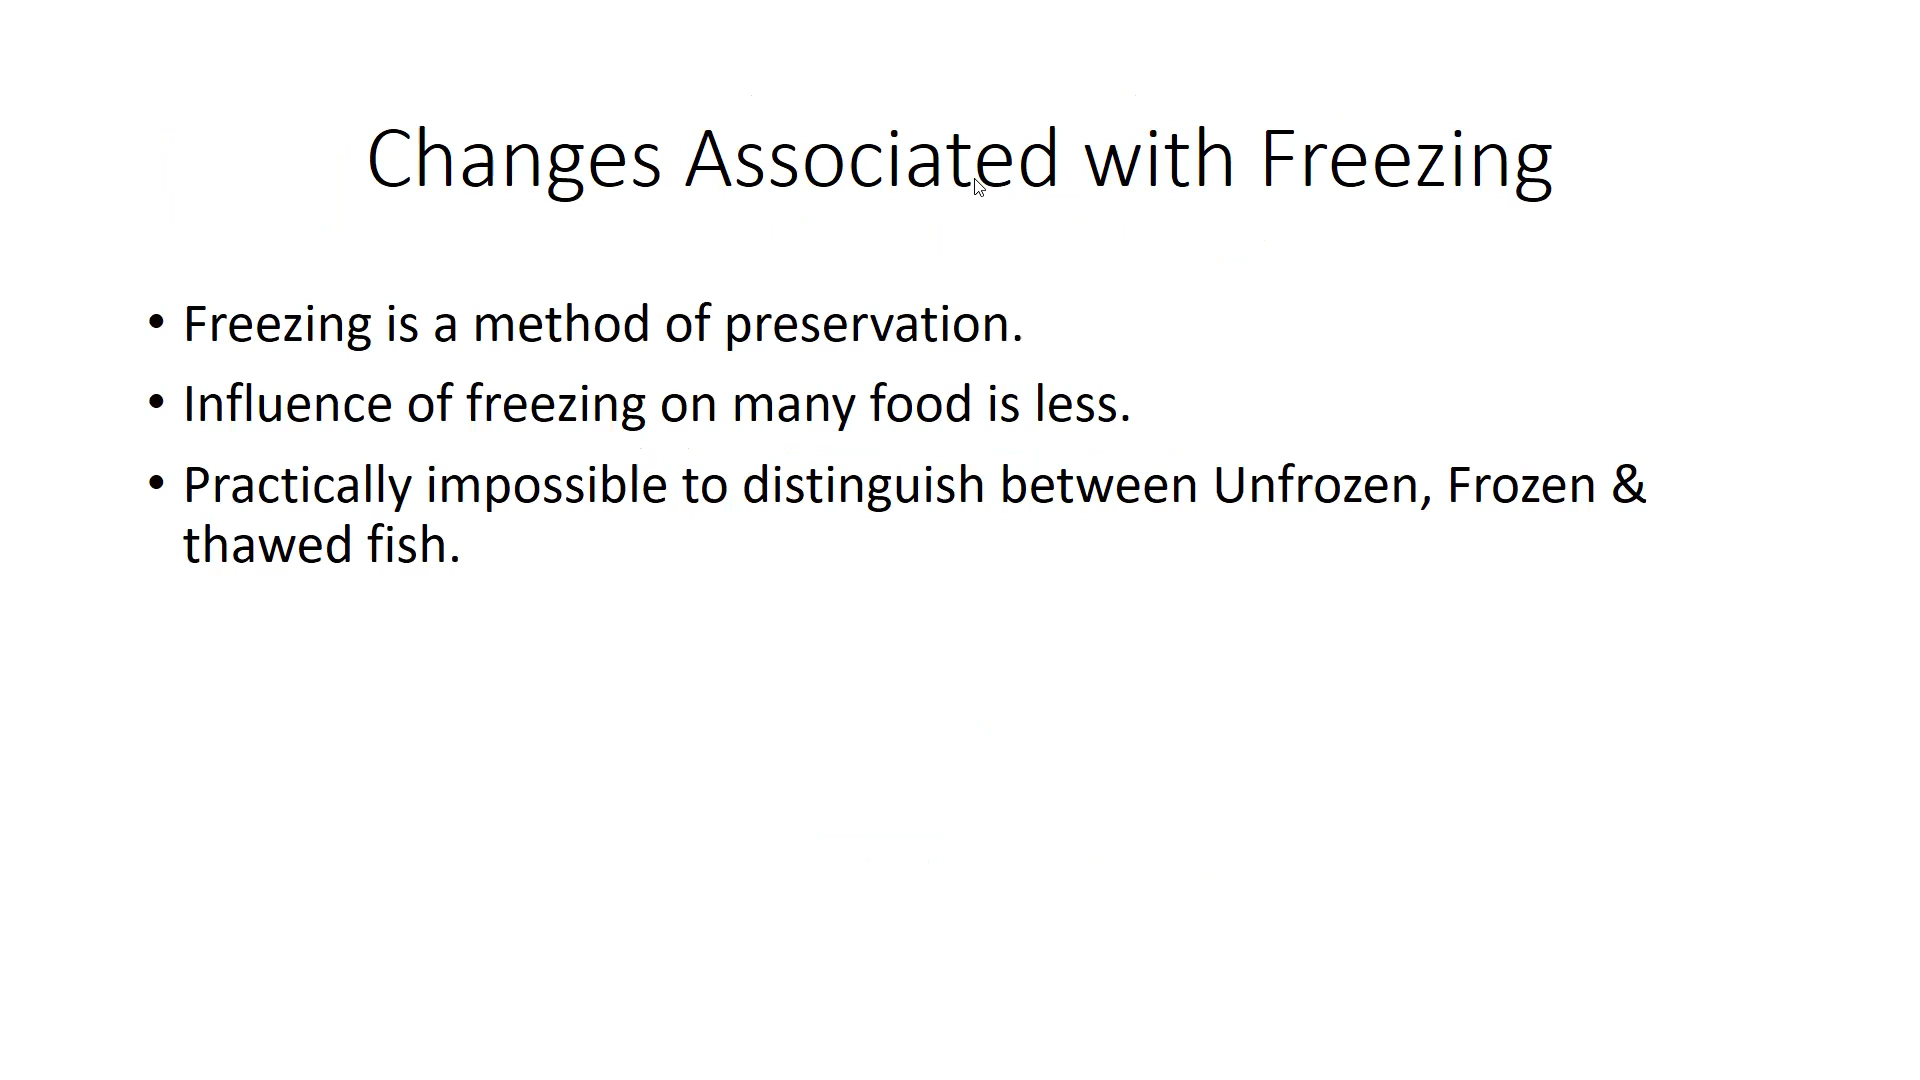 Changes Associated with Freezing
• Freezing is a method of preservation.
• Influence of freezing on many food is less.
• Practically impossible to distinguish between Unfrozen, Frozen &
thawed fish.